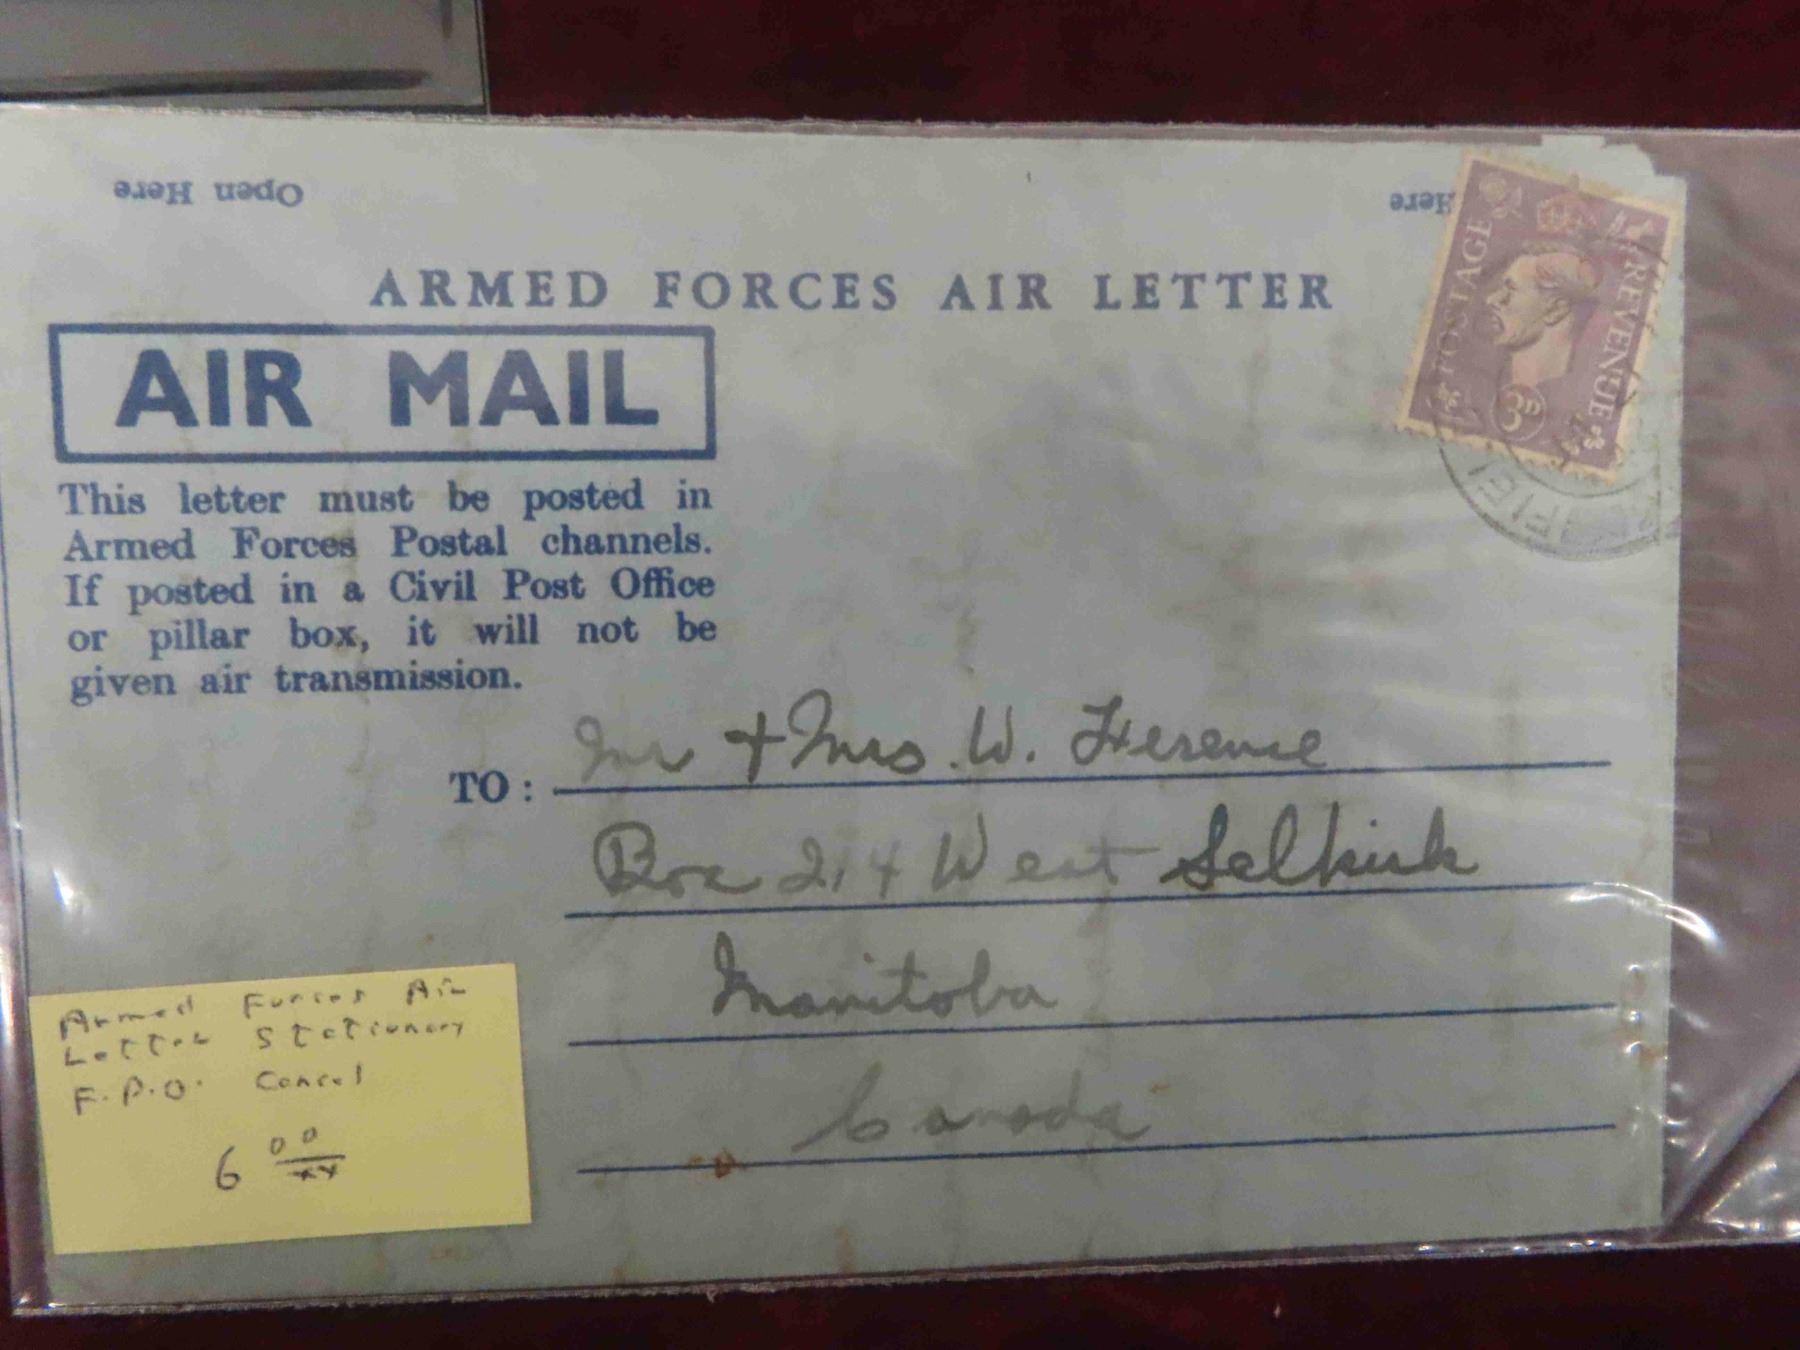 Open Here
Here
POSTAGE
REVENUE
3D
ARMED FORCES AIR LETTER
AIR MAIL
This letter must be posted in
Armed Forces Postal channels.
If posted in a Civil Post Office
or pillar box, it will not be
given air transmission.
TO: Mr + Mrs. W.
Box 214 West Selkirk
Manitoba
Canada
Armed Forces Air
Letter Stationary
F.P.O. Cancel
6 00/xx